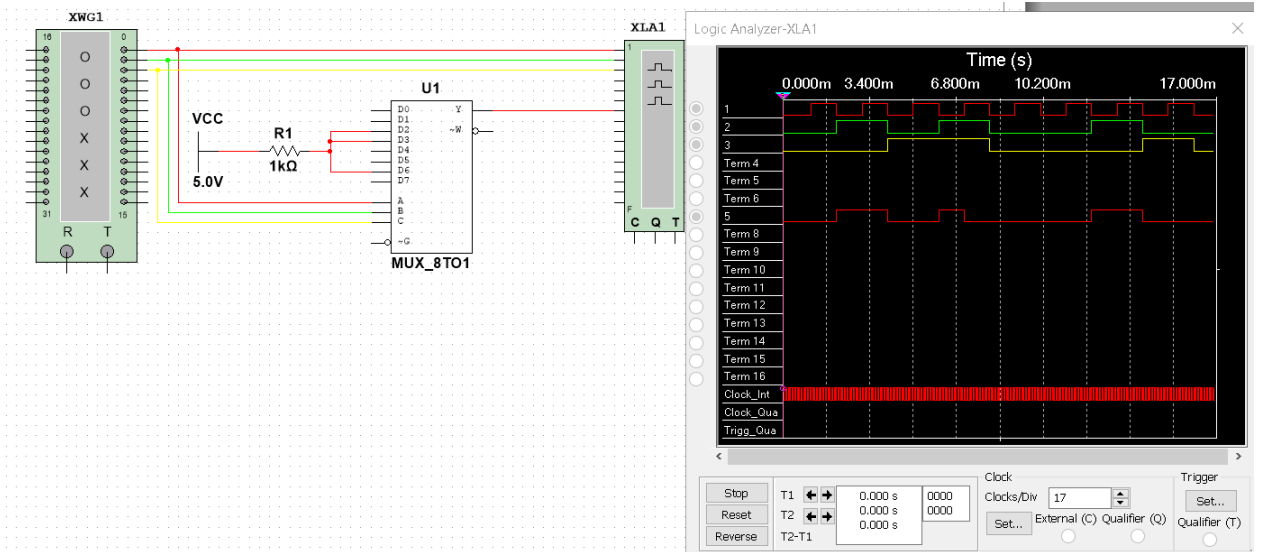 XWG1
16 0
O
O
O
X
X
X
31 15
R T
VCC
5.0V
R1
1kΩ
U1
D0
D1
D2
D3
D4
D5
D6
D7
A
B
C
~G
Y
~W
MUX_8TO1
XLA1
1
F
C Q T
Logic Analyzer-XLA1
Time (s)
0.000m 3.400m 6.800m 10.200m 17.000m
1
2
3
Term 4
Term 5
Term 6
5
Term 8
Term 9
Term 10
Term 11
Term 12
Term 13
Term 14
Term 15
Term 16
Clock_Int
Clock_Qua
Trigg_Qua
Stop
Reset
Reverse
T1
T2
T2-T1
0.000 s 0000
0.000 s 0000
0.000 s
Clock
Clocks/Div 17
Set... External (C) Qualifier (Q)
Trigger
Set...
Qualifier (T)